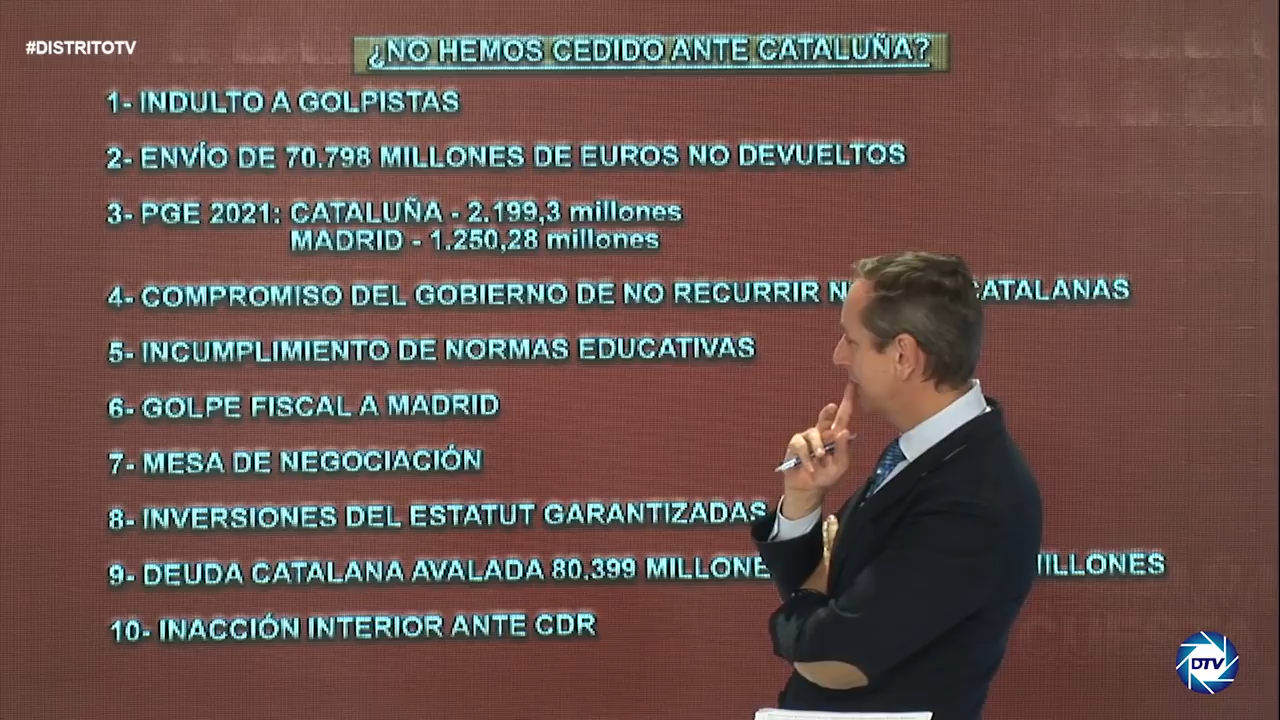 #DISTRITOTV
¿NO HEMOS CEDIDO ANTE CATALUÑA?
1- INDULTO A GOLPISTAS
2- ENVÍO DE 70.798 MILLONES DE EUROS NO DEVUELTOS
3- PGE 2021: CATALUÑA - 2.199,3 millones
MADRID - 1.250,28 millones
4- COMPROMISO DEL GOBIERNO DE NO RECURRIR CATALANAS
5- INCUMPLIMIENTO DE NORMAS EDUCATIVAS
6- GOLPE FISCAL A MADRID
7- MESA DE NEGOCIACIÓN
8- INVERSIONES DEL ESTATUT GARANTIZADAS
9- DEUDA CATALANA AVALADA 80.399 MILLONE ILLONES
10- INACCIÓN INTERIOR ANTE CDR
DTV